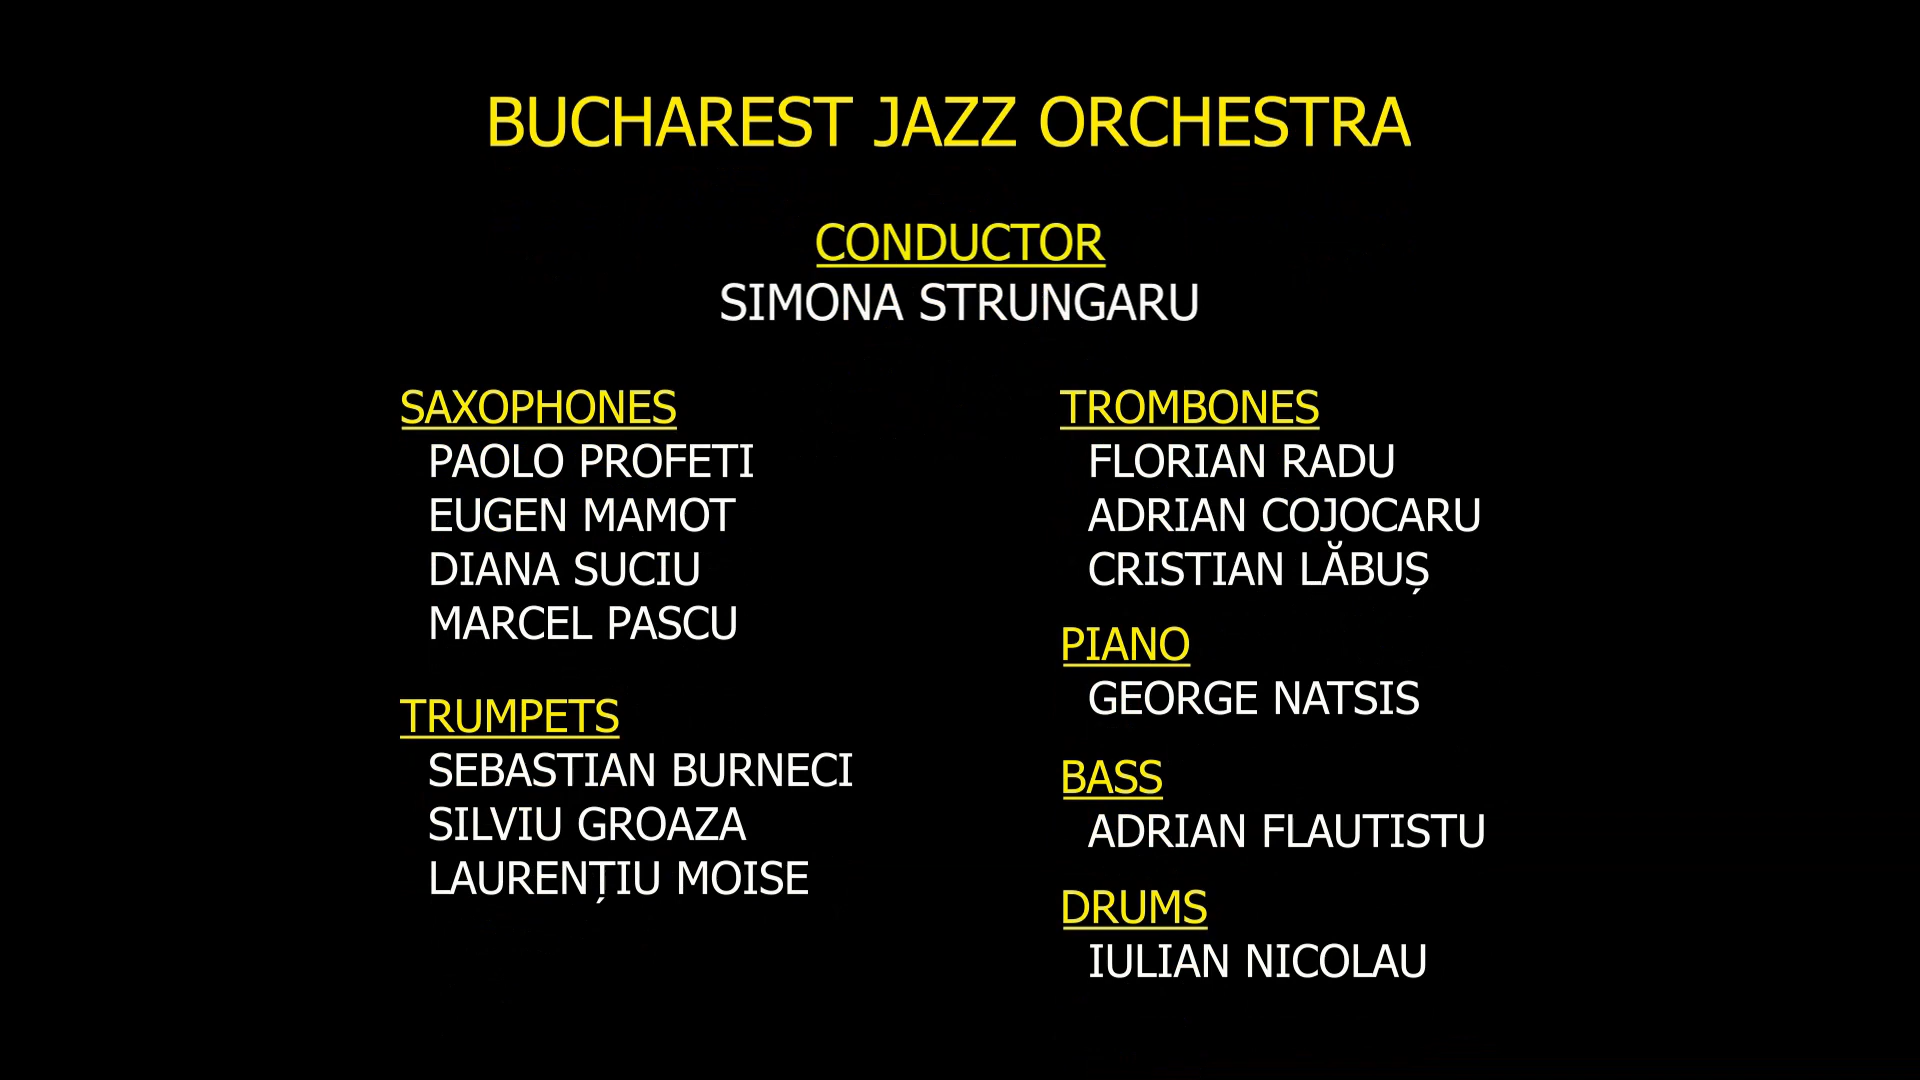 BUCHAREST JAZZ ORCHESTRA
CONDUCTOR
SIMONA STRUNGARU
SAXOPHONES
PAOLO PROFETI
EUGEN MAMOT
DIANA SUCIU
MARCEL PASCU
TRUMPETS
SEBASTIAN BURNECI
SILVIU GROAZA
LAURENȚIU MOISE
TROMBONES
FLORIAN RADU
ADRIAN COJOCARU
CRISTIAN LĂBUȘ
PIANO
GEORGE NATSIS
BASS
ADRIAN FLAUTISTU
DRUMS
IULIAN NICOLAU